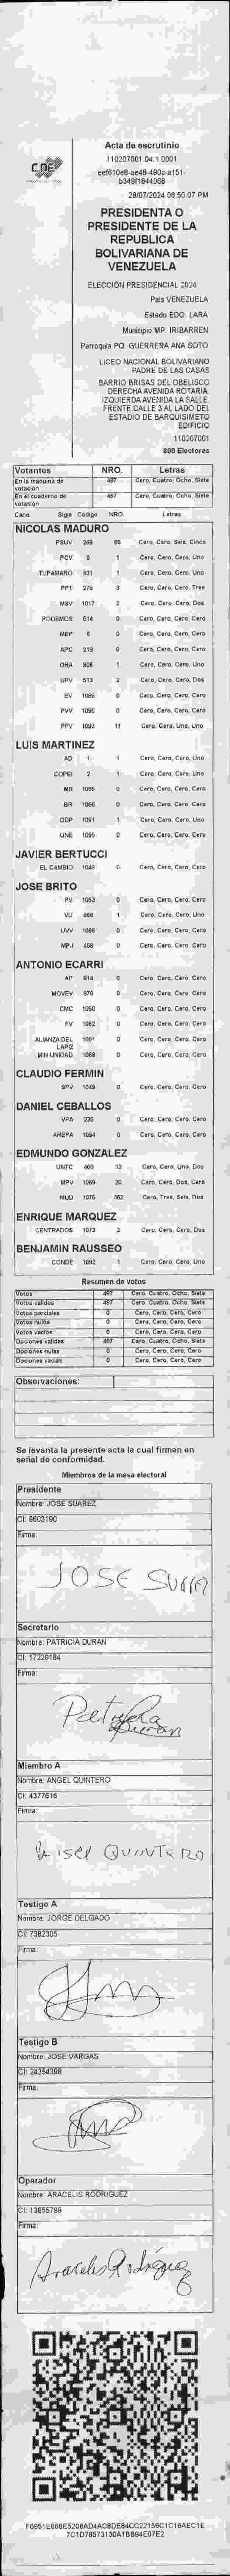 CNE
Acta de escrutinio
110207001.04.1.0001
28/07/2024 06:50:07 PM
PRESIDENTA O
PRESIDENTE DE LA
REPUBLICA
BOLIVARIANA DE
VENEZUELA
ELECCIÓN PRESIDENCIAL 2024
País VENEZUELA
Estado EDO. LARA
Municipio MP. IRIBARREN
Parroquia PQ. GUERRERA ANA SOTO
LICEO NACIONAL BOLIVARIANO
PADRE DE LAS CASAS
BARRIO BRISAS DEL OBELISCO
DERECHA AVENIDA ROTARIA.
IZQUIERDA AVENIDA LA SALLE.
FRENTE CALLE 3 AL LADO DEL
ESTADIO DE BARQUISIMETO
EDIFICIO
110207001
800 Electores
Votantes NRO. Letras
En la máquina de votación 487 Cero, Cuatro, Ocho, Siete
En el cuaderno de votación 487 Cero, Cuatro, Ocho, Siete
Cand. Sigla Código NRO. Letras
NICOLAS MADURO
PSUV 269 65 Cero, Cero, Seis, Cinco
PCV 9 1 Cero, Cero, Cero, Uno
TUPAMARO 931 1 Cero, Cero, Cero, Uno
PPT 276 3 Cero, Cero, Cero, Tres
MSV 1017 2 Cero, Cero, Cero, Dos
PODEMOS 614 0 Cero, Cero, Cero, Cero
MEP 6 0 Cero, Cero, Cero, Cero
APC 219 0 Cero, Cero, Cero, Cero
ORA 906 1 Cero, Cero, Cero, Uno
UPV 613 2 Cero, Cero, Cero, Dos
EV 1089 0 Cero, Cero, Cero, Cero
PVV 1090 0 Cero, Cero, Cero, Cero
PFV 1093 11 Cero, Cero, Uno, Uno
LUIS MARTINEZ
AD 1 1 Cero, Cero, Cero, Uno
COPEI 2 1 Cero, Cero, Cero, Uno
MR 1065 0 Cero, Cero, Cero, Cero
BR 1066 0 Cero, Cero, Cero, Cero
DDP 1091 1 Cero, Cero, Cero, Uno
UNE 1095 0 Cero, Cero, Cero, Cero
JAVIER BERTUCCI
EL CAMBIO 1048 0 Cero, Cero, Cero, Cero
JOSE BRITO
PV 1053 0 Cero, Cero, Cero, Cero
VU 968 1 Cero, Cero, Cero, Uno
UVV 1096 0 Cero, Cero, Cero, Cero
MPJ 458 0 Cero, Cero, Cero, Cero
ANTONIO ECARRI
AP 814 0 Cero, Cero, Cero, Cero
MOVEV 970 0 Cero, Cero, Cero, Cero
CMC 1050 0 Cero, Cero, Cero, Cero
FV 1062 0 Cero, Cero, Cero, Cero
ALIANZA DEL LAPIZ 1051 0 Cero, Cero, Cero, Cero
MIN UNIDAD 1068 0 Cero, Cero, Cero, Cero
CLAUDIO FERMIN
SPV 1049 0 Cero, Cero, Cero, Cero
DANIEL CEBALLOS
VPA 236 0 Cero, Cero, Cero, Cero
AREPA 1094 0 Cero, Cero, Cero, Cero
EDMUNDO GONZALEZ
UNTC 460 12 Cero, Cero, Uno, Dos
MPV 1069 20 Cero, Cero, Dos, Cero
MUD 1076 362 Cero, Tres, Seis, Dos
ENRIQUE MARQUEZ
CENTRADOS 1073 2 Cero, Cero, Cero, Dos
BENJAMIN RAUSSEO
CONDE 1092 1 Cero, Cero, Cero, Uno
Resumen de votos
Votos 487 Cero, Cuatro, Ocho, Siete
Votos validos 487 Cero, Cuatro, Ocho, Siete
Votos parciales 0 Cero, Cero, Cero, Cero
Votos nulos 0 Cero, Cero, Cero, Cero
Votos vacíos 0 Cero, Cero, Cero, Cero
Opciones validas 487 Cero, Cuatro, Ocho, Siete
Opciones nulas 0 Cero, Cero, Cero, Cero
Opciones vacias 0 Cero, Cero, Cero, Cero
Observaciones:
Se levanta la presente acta la cual firman en
señal de conformidad.
Miembros de la mesa electoral
Presidente
Nombre: JOSE SUAREZ
CI: 9603190
Firma:
JOSE SUAREZ
Secretario
Nombre: PATRICIA DURAN
CI: 17229184
Firma:
Patricia
Duran
Miembro A
Nombre: ANGEL QUINTERO
CI: 4377616
Firma:
QUINTERO
Testigo A
Nombre: JORGE DELGADO
CI: 7382305
Firma:
Testigo B
Nombre: JOSE VARGAS
CI: 24354398
Firma:
Operador
Nombre: ARACELIS RODRIGUEZ
CI: 13855799
Firma:
Aracelis Rodríguez